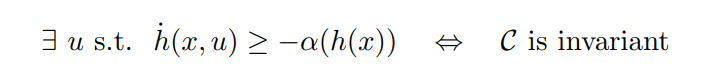 ∃ u s.t. ḣ(x, u) ≥ −α(h(x)) ⇔ 𝒞 is invariant